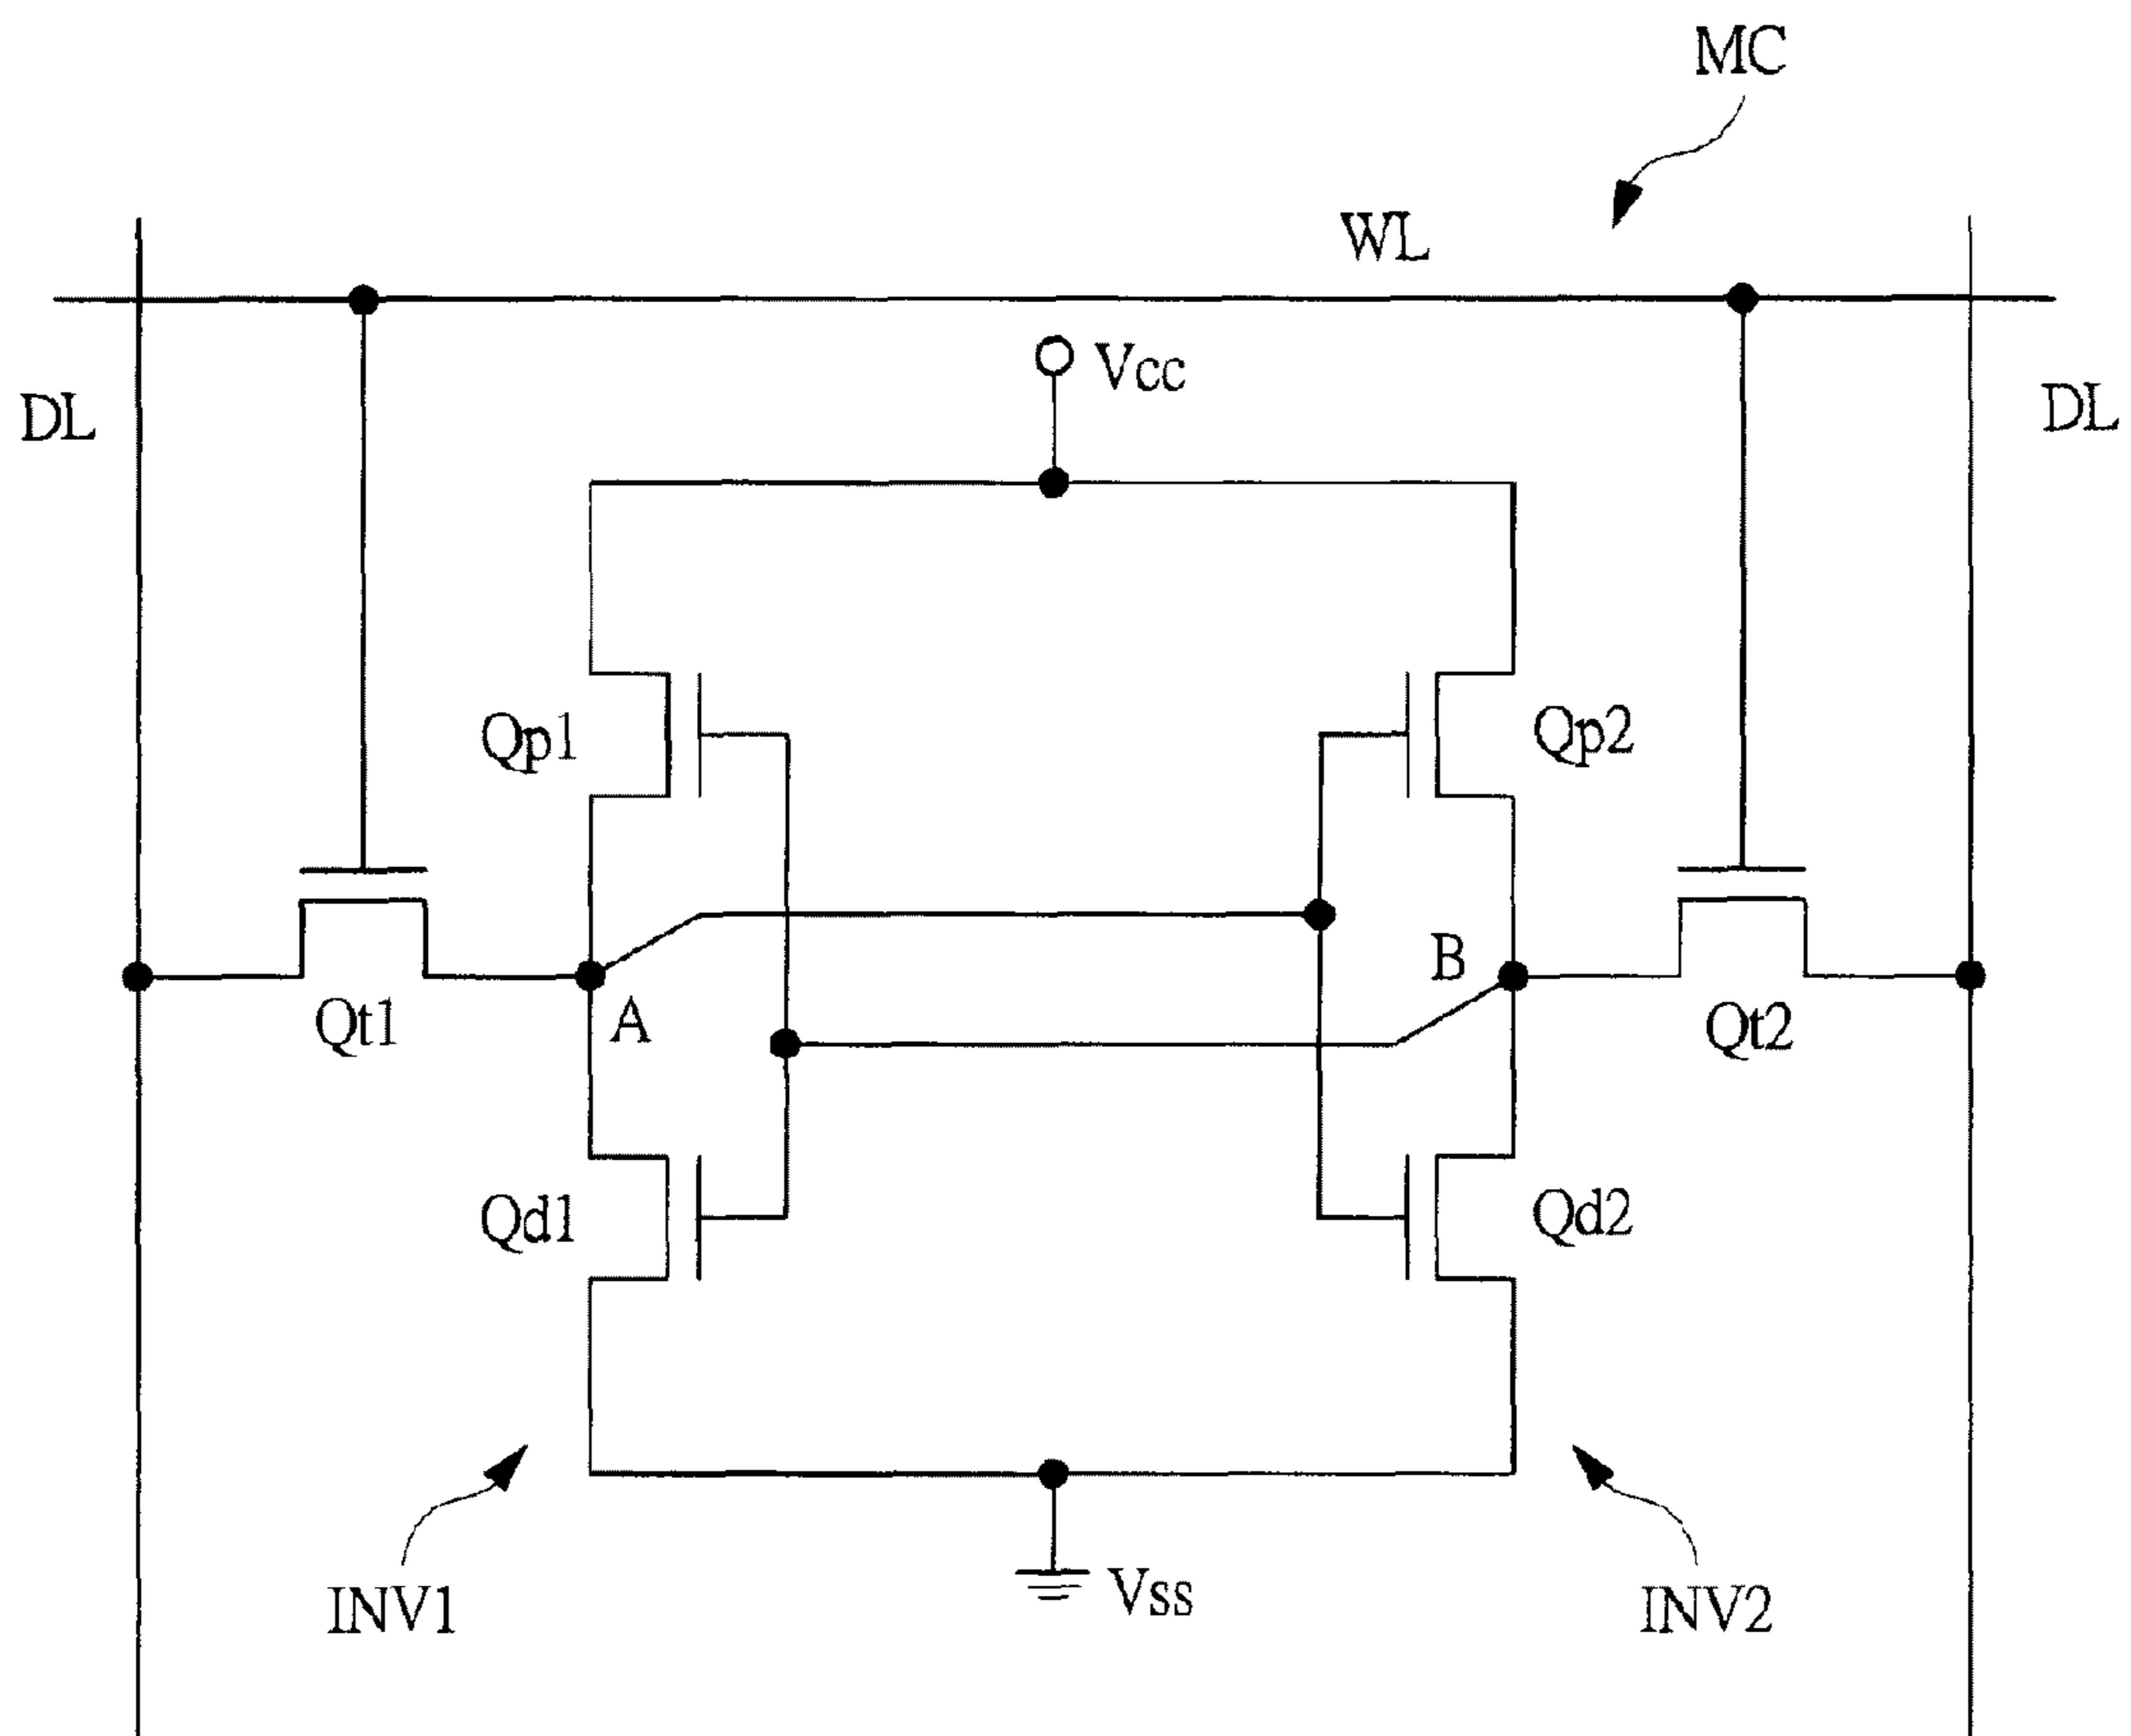 MC
WL
Vcc
DL
DL
Qp1
Qp2
B
A
Qt1
Qt2
Qd1
Qd2
Vss
INV1
INV2